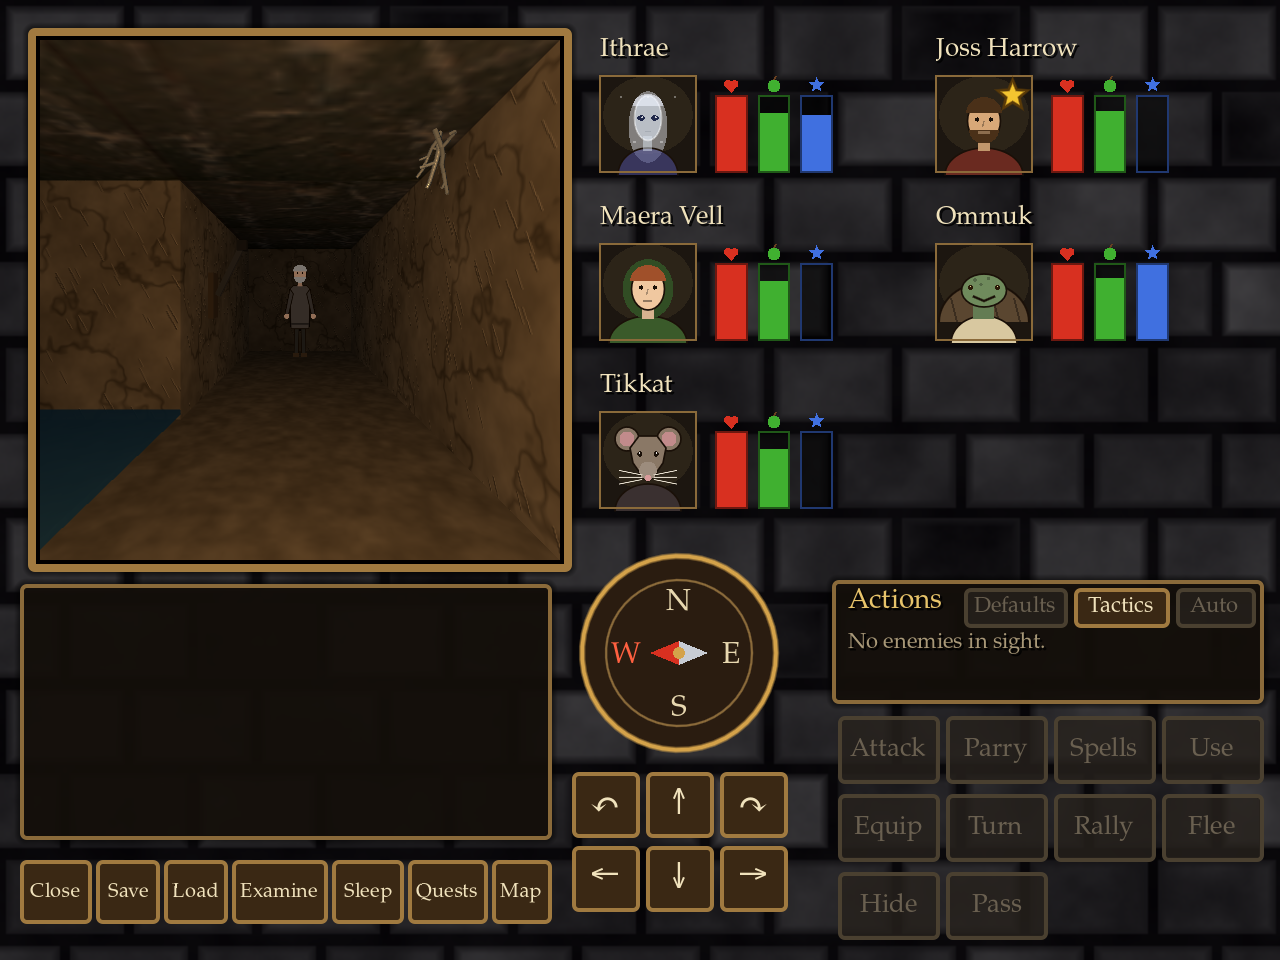 Ithrae
Joss Harrow
Maera Vell
Ommuk
Tikkat
N
W E
S
Actions Defaults Tactics Auto
No enemies in sight.
Attack Parry Spells Use
Equip Turn Rally Flee
Hide Pass
Close Save Load Examine Sleep Quests Map